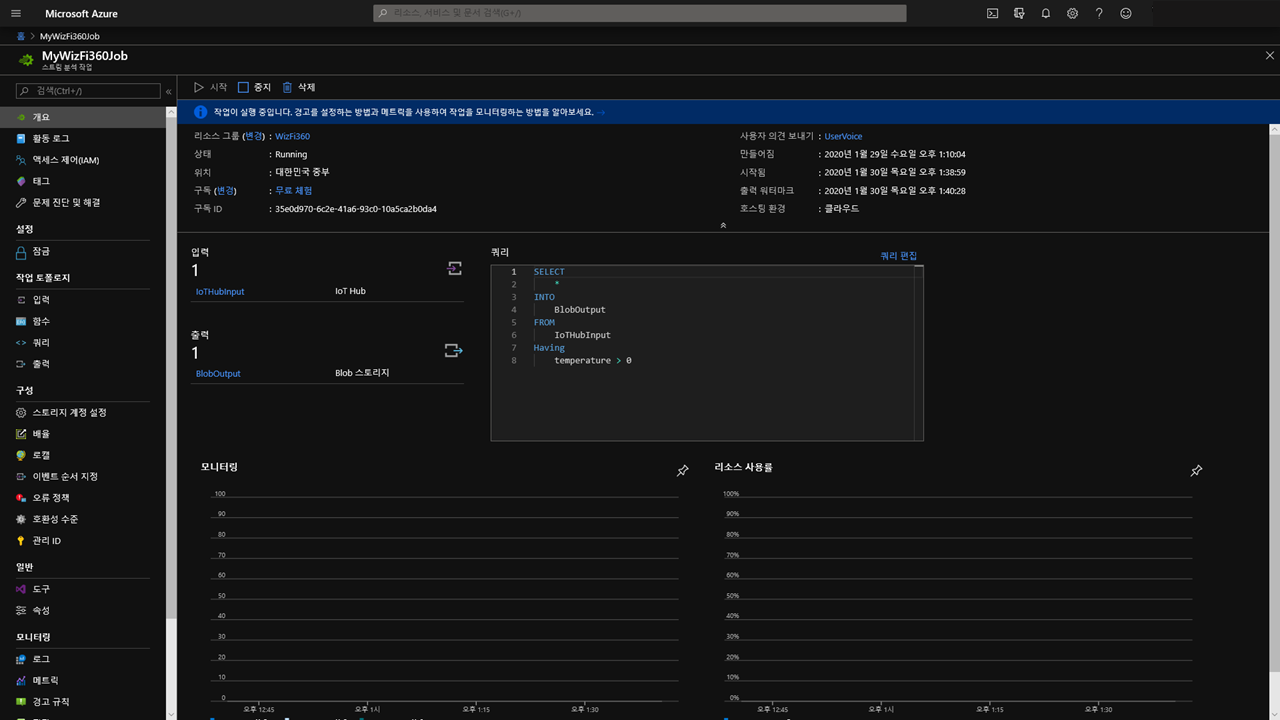 Microsoft Azure
리소스, 서비스 및 문서 검색(G+/)
홈 > MyWizFi360Job
MyWizFi360Job
스트림 분석 작업
검색(Ctrl+/)
«
개요
활동 로그
액세스 제어(IAM)
태그
문제 진단 및 해결
설정
잠금
작업 토폴로지
입력
함수
쿼리
출력
구성
스토리지 계정 설정
배율
로캘
이벤트 순서 지정
오류 정책
호환성 수준
관리 ID
일반
도구
속성
모니터링
로그
메트릭
경고 규칙
시작 중지 삭제
작업이 실행 중입니다. 경고를 설정하는 방법과 메트릭을 사용하여 작업을 모니터링하는 방법을 알아보세요. →
리소스 그룹 (변경) : WizFi360
상태 : Running
위치 : 대한민국 중부
구독 (변경) : 무료 체험
구독 ID : 35e0d970-6c2e-41a6-93c0-10a5ca2b0da4
사용자 의견 보내기 : UserVoice
만들어짐 : 2020년 1월 29일 수요일 오후 1:10:04
시작됨 : 2020년 1월 30일 목요일 오후 1:38:59
출력 워터마크 : 2020년 1월 30일 목요일 오후 1:40:28
호스팅 환경 : 클라우드
입력
1
IoTHubInput IoT Hub
출력
1
BlobOutput Blob 스토리지
쿼리 쿼리 편집
1 SELECT
2 *
3 INTO
4 BlobOutput
5 FROM
6 IoTHubInput
7 Having
8 temperature > 0
모니터링
100
90
80
70
60
50
40
30
20
10
0
오후 12:45 오후 1시 오후 1:15 오후 1:30
리소스 사용률
100%
90%
80%
70%
60%
50%
40%
30%
20%
10%
0%
오후 12:45 오후 1시 오후 1:15 오후 1:30